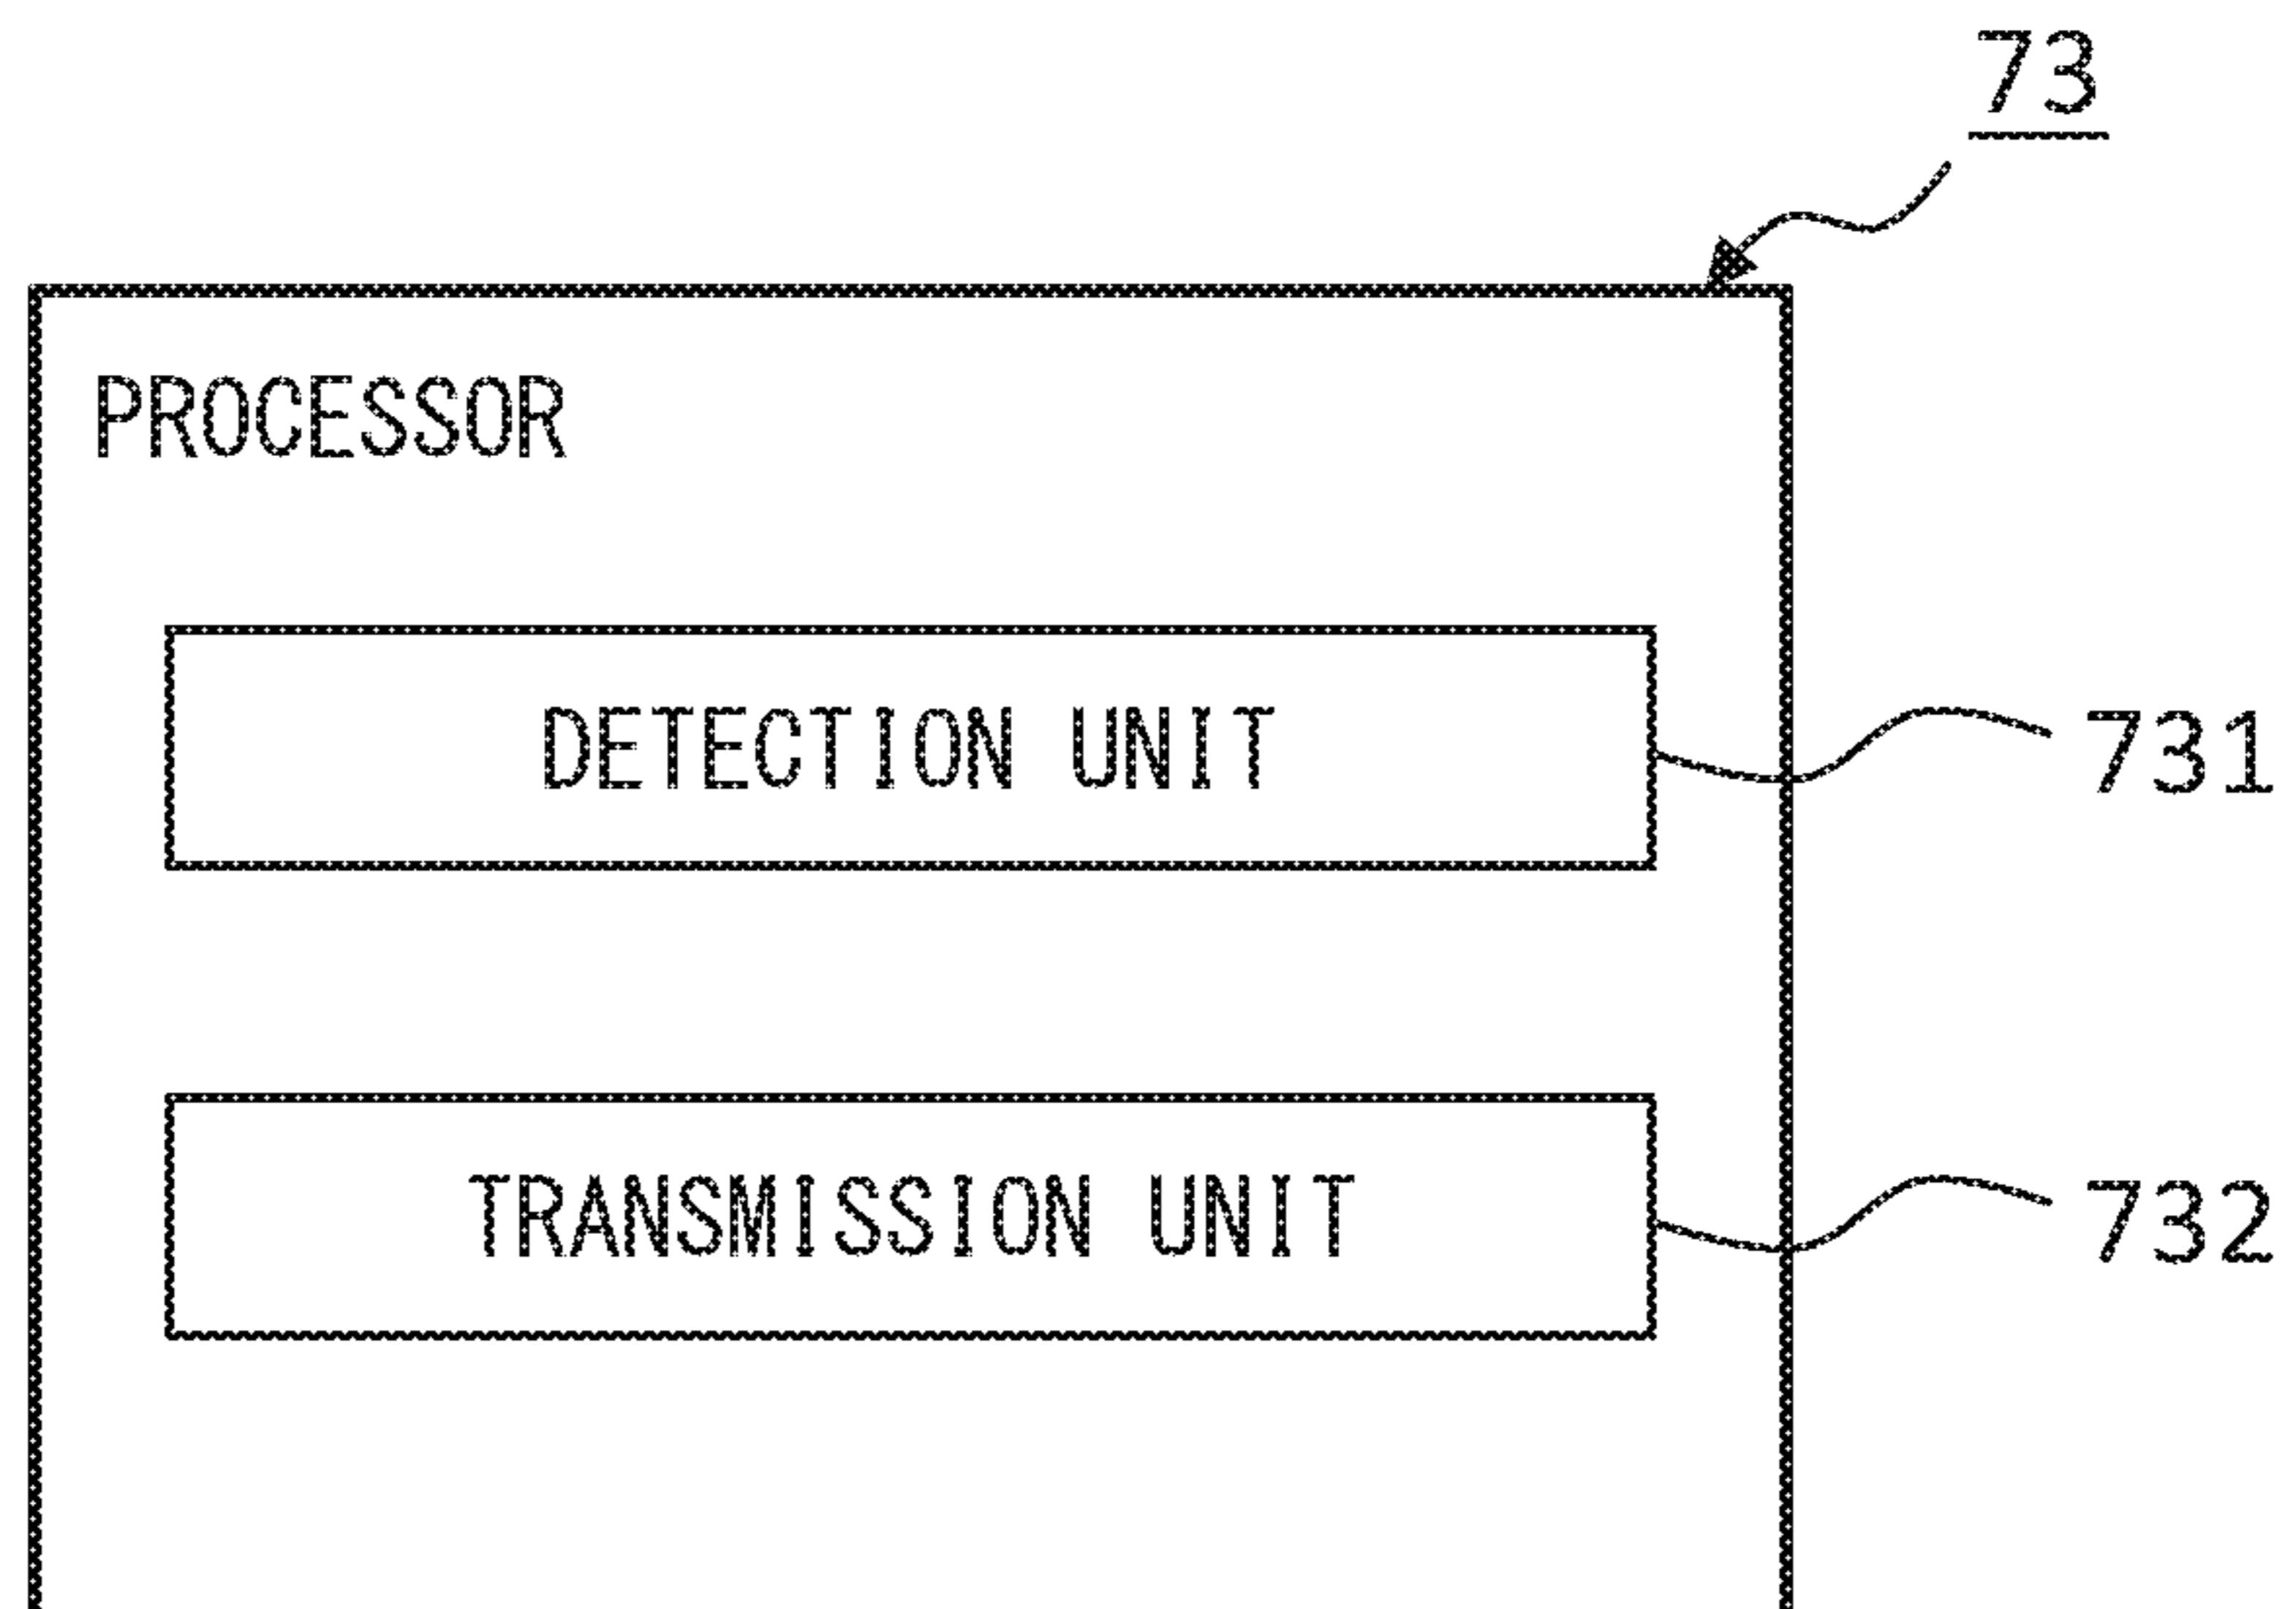 73
PROCESSOR
DETECTION UNIT
731
TRANSMISSION UNIT
732